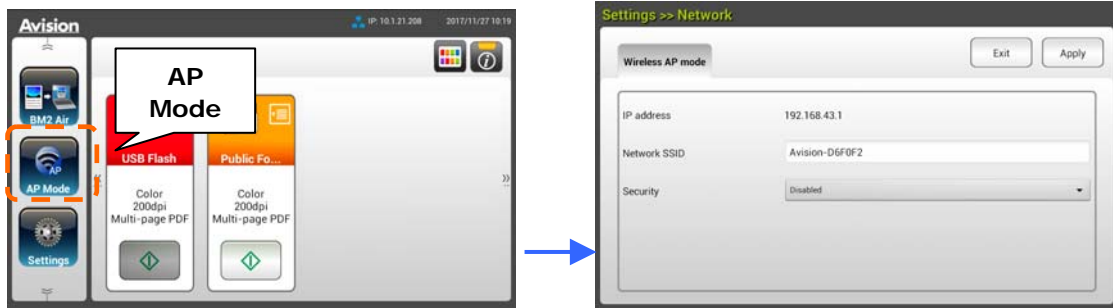 Avision
IP: 10.1.21.208 2017/11/27 10:19
AP
Mode
BM2 Air
AP
AP Mode
Settings
USB Flash
Color
200dpi
Multi-page PDF
Public Fo...
Color
200dpi
Multi-page PDF
Settings >> Network
Wireless AP mode
Exit
Apply
IP address 192.168.43.1
Network SSID Avision-D6F0F2
Security Disabled